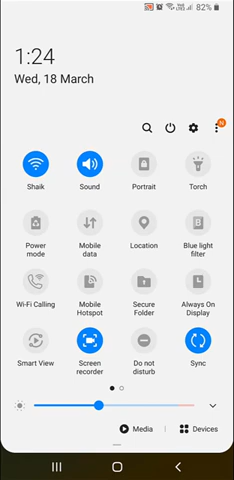 82%
1:24
Wed, 18 March
N
Shaik
Sound
Portrait
Torch
Power
mode
Mobile
data
Location
Blue light
filter
Wi-Fi Calling
Mobile
Hotspot
Secure
Folder
Always On
Display
Smart View
Screen
recorder
Do not
disturb
Sync
Media
Devices